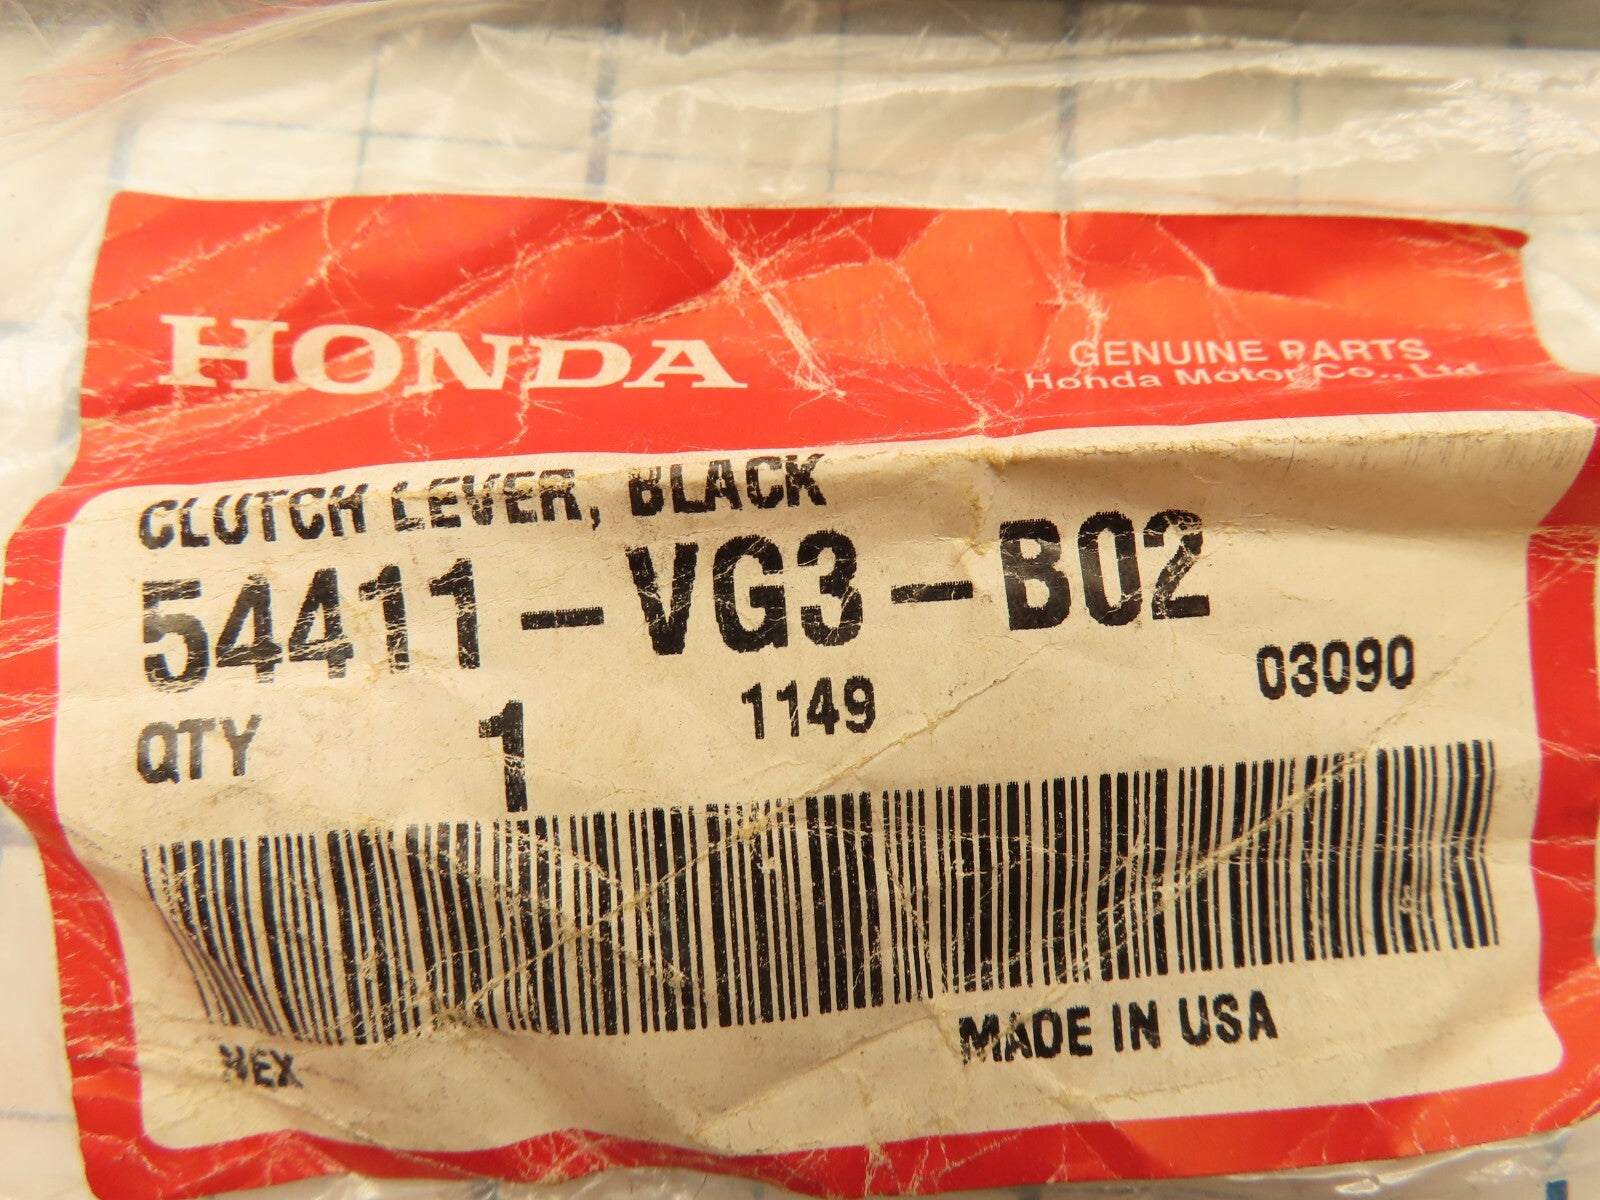 HONDA
GENUINE PARTS
Honda Motor Co., Ltd.
CLUTCH LEVER, BLACK
54411-VG3-B02
03090
QTY 1 1149
NEX
MADE IN USA